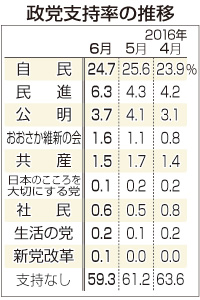 政党支持率の推移
2016年
6月 5月 4月
自民 24.7 25.6 23.9%
民進 6.3 4.3 4.2
公明 3.7 4.1 3.1
おおさか維新の会 1.6 1.1 0.8
共産 1.5 1.7 1.4
日本のこころを
大切にする党 0.1 0.2 0.2
社民 0.6 0.5 0.8
生活の党 0.2 0.1 0.2
新党改革 0.1 0.0 0.0
支持なし 59.3 61.2 63.6